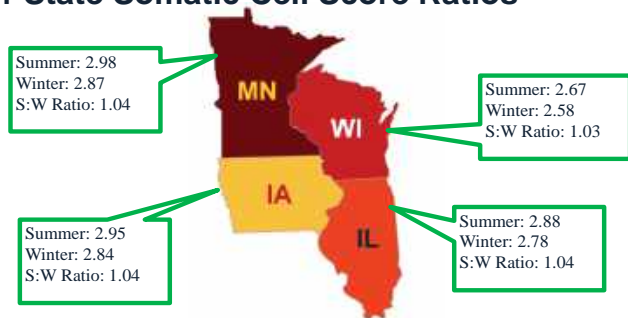 State Somatic Cell Score Ratios
Summer: 2.98
Winter: 2.87
S:W Ratio: 1.04
MN
Summer: 2.67
Winter: 2.58
S:W Ratio: 1.03
WI
IA
Summer: 2.95
Winter: 2.84
S:W Ratio: 1.04
IL
Summer: 2.88
Winter: 2.78
S:W Ratio: 1.04